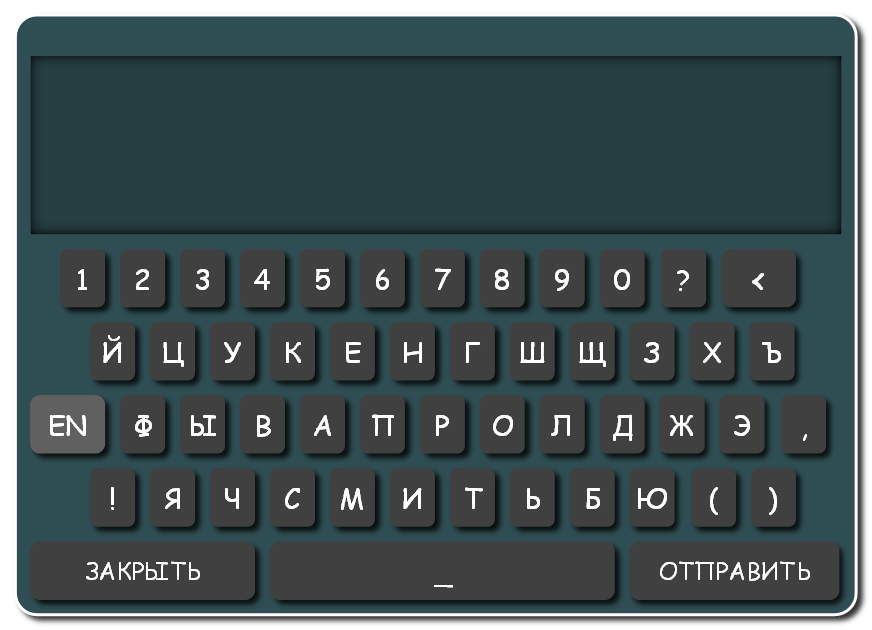 1 2 3 4 5 6 7 8 9 0 ? <
Й Ц У К Е Н Г Ш Щ З Х Ъ
EN Ф Ы В А П Р О Л Д Ж Э ,
! Я Ч С М И Т Ь Б Ю ( )
ЗАКРЫТЬ _ ОТПРАВИТЬ